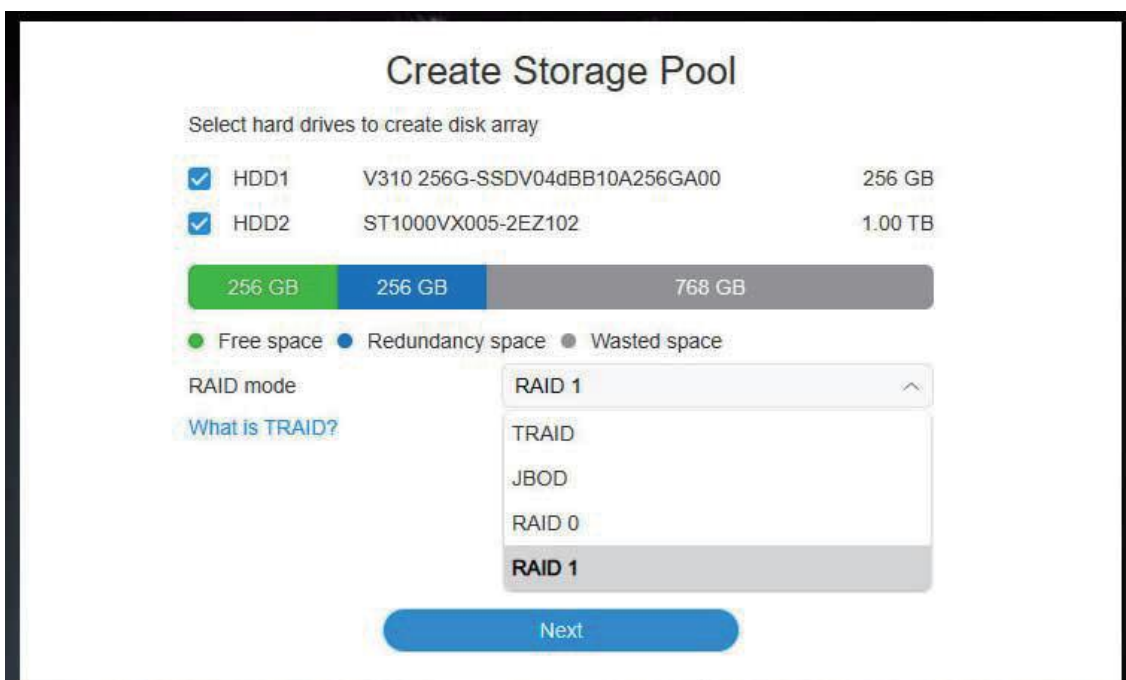 Create Storage Pool
Select hard drives to create disk array
HDD1 V310 256G-SSDV04dBB10A256GA00 256 GB
HDD2 ST1000VX005-2EZ102 1.00 TB
256 GB 256 GB 768 GB
Free space Redundancy space Wasted space
RAID mode RAID 1
What is TRAID? TRAID
JBOD
RAID 0
RAID 1
Next